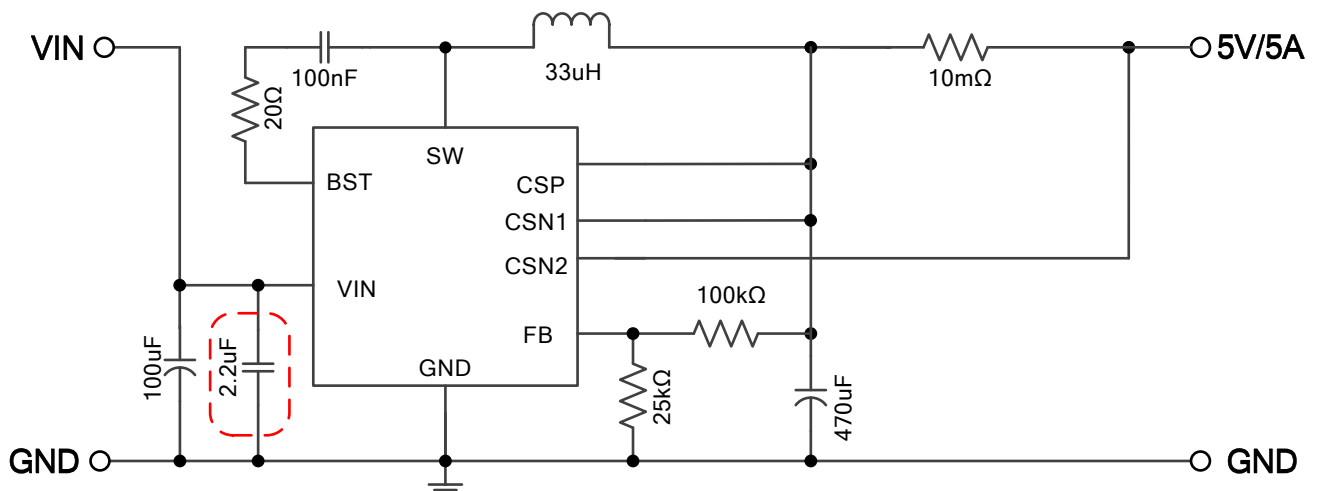 VIN
100nF
33uH
10mΩ
5V/5A
20Ω
SW
BST
CSP
CSN1
CSN2
VIN
100kΩ
FB
GND
100uF
2.2uF
25kΩ
470uF
GND
GND